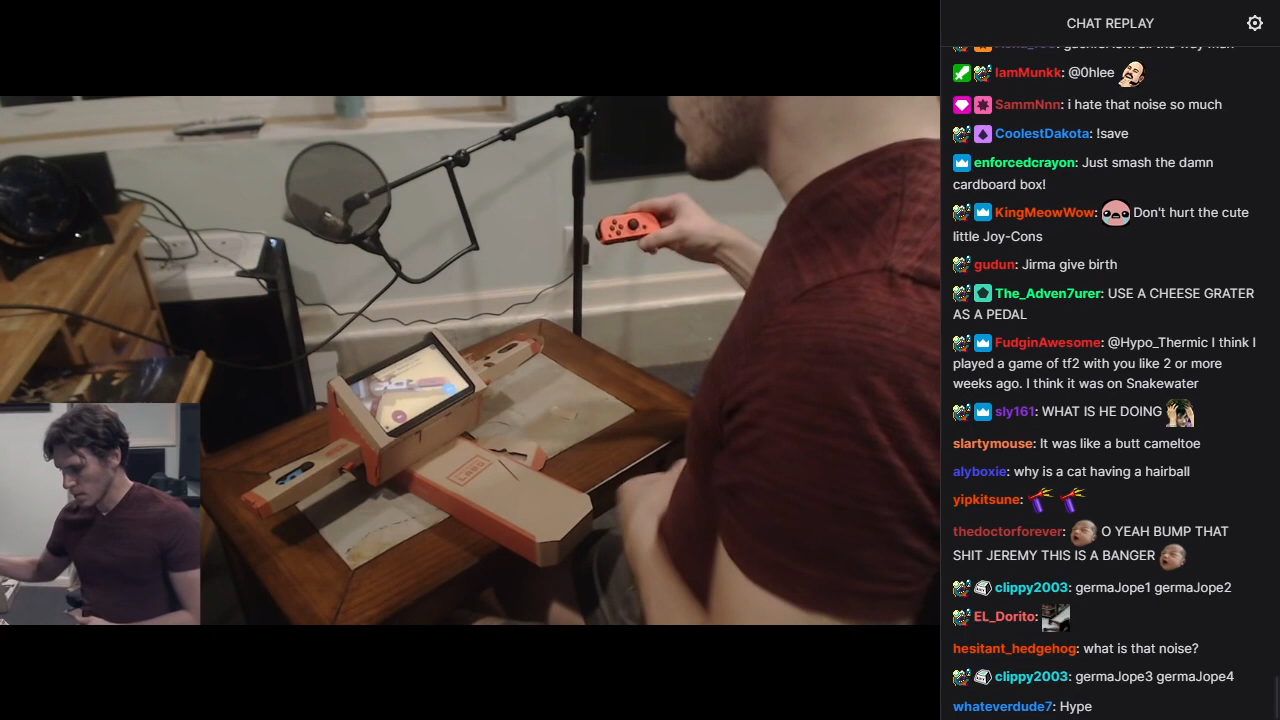 CHAT REPLAY
IamMunkk: @0hlee
SammNnn: i hate that noise so much
CoolestDakota: !save
enforcedcrayon: Just smash the damn
cardboard box!
KingMeowWow: Don't hurt the cute
little Joy-Cons
gudun: Jirma give birth
The_Adven7urer: USE A CHEESE GRATER
AS A PEDAL
FudginAwesome: @Hypo_Thermic I think I
played a game of tf2 with you like 2 or more
weeks ago. I think it was on Snakewater
sly161: WHAT IS HE DOING
slartymouse: It was like a butt cameltoe
alyboxie: why is a cat having a hairball
yipkitsune:
thedoctorforever: O YEAH BUMP THAT
SHIT JEREMY THIS IS A BANGER
clippy2003: germaJope1 germaJope2
EL_Dorito:
hesitant_hedgehog: what is that noise?
clippy2003: germaJope3 germaJope4
whateverdude7: Hype